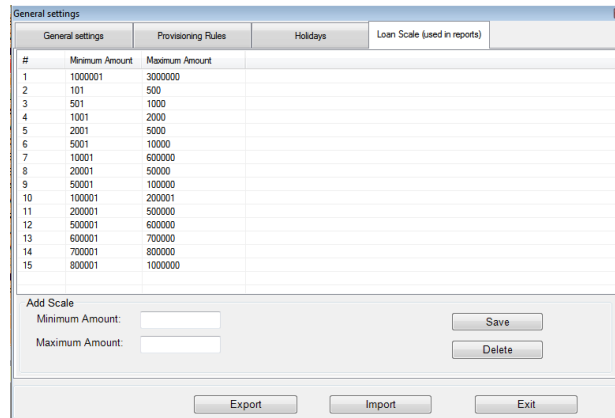 General settings
General settings Provisioning Rules Holidays Loan Scale (used in reports)
# Minimum Amount Maximum Amount
1 1000001 3000000
2 101 500
3 501 1000
4 1001 2000
5 2001 5000
6 5001 10000
7 10001 600000
8 20001 50000
9 50001 100000
10 100001 200001
11 200001 500000
12 500001 600000
13 600001 700000
14 700001 800000
15 800001 1000000
Add Scale
Minimum Amount: Save
Maximum Amount: Delete
Export Import Exit